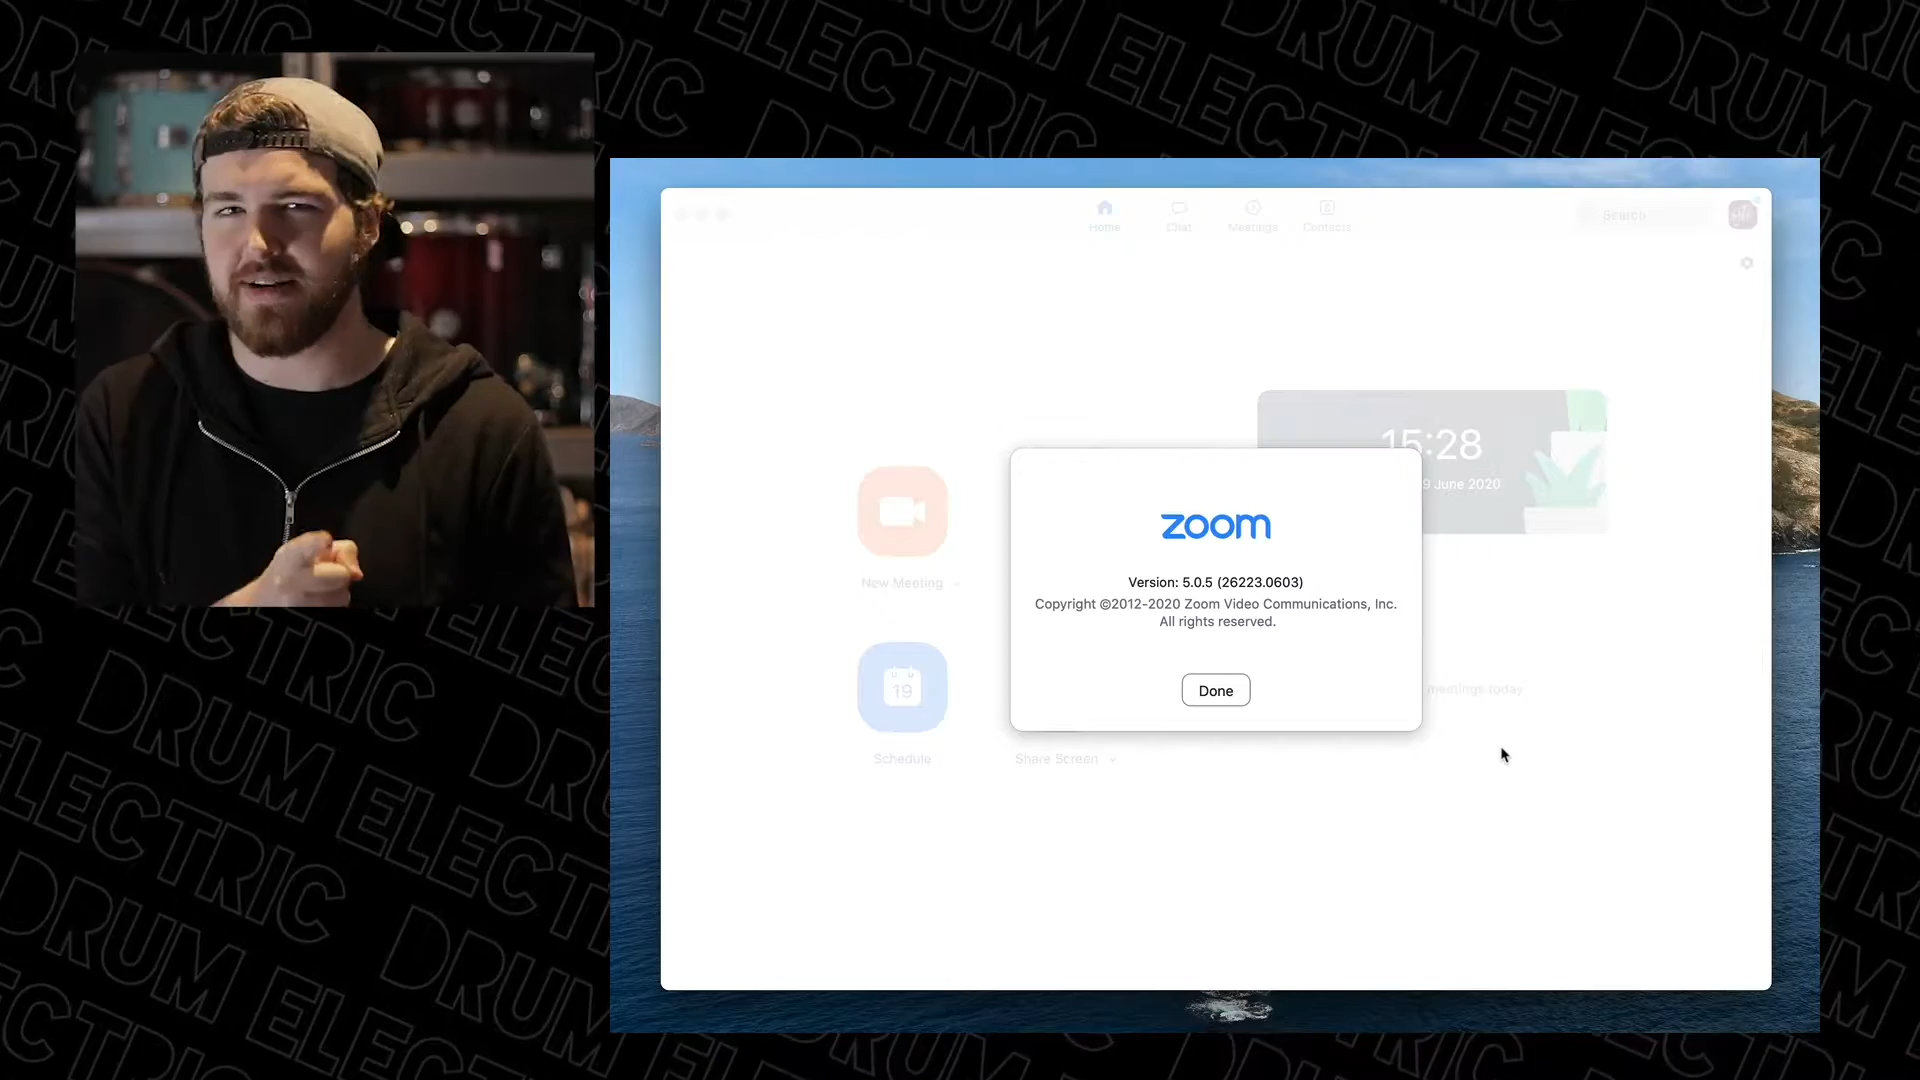 DRUM ELECTRIC
Home
Chat
Meetings
Contacts
Search
15:28
9 June 2020
zoom
Version: 5.0.5 (26223.0603)
Copyright ©2012-2020 Zoom Video Communications, Inc.
All rights reserved.
Done
New Meeting
19
meetings today
Schedule
Share Screen